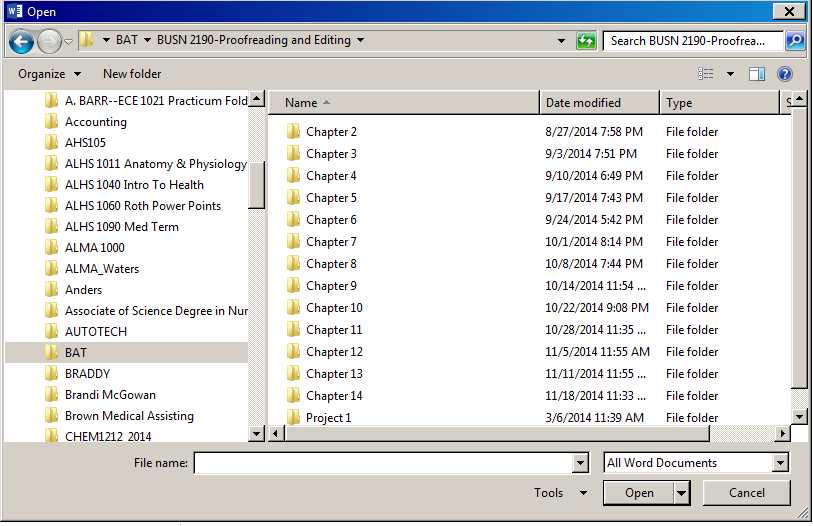 Open
BAT BUSN 2190-Proofreading and Editing
Search BUSN 2190-Proofrea...
Organize New folder
A. BARR--ECE 1021 Practicum Fold
Accounting
AHS105
ALHS 1011 Anatomy & Physiology
ALHS 1040 Intro To Health
ALHS 1060 Roth Power Points
ALHS 1090 Med Term
ALMA 1000
ALMA_Waters
Anders
Associate of Science Degree in Nur
AUTOTECH
BAT
BRADDY
Brandi McGowan
Brown Medical Assisting
CHEM1212_2014
Name Date modified Type S
Chapter 2 8/27/2014 7:58 PM File folder
Chapter 3 9/3/2014 7:51 PM File folder
Chapter 4 9/10/2014 6:49 PM File folder
Chapter 5 9/17/2014 7:43 PM File folder
Chapter 6 9/24/2014 5:42 PM File folder
Chapter 7 10/1/2014 8:14 PM File folder
Chapter 8 10/8/2014 7:44 PM File folder
Chapter 9 10/14/2014 11:54 ... File folder
Chapter 10 10/22/2014 9:08 PM File folder
Chapter 11 10/28/2014 11:35 ... File folder
Chapter 12 11/5/2014 11:55 AM File folder
Chapter 13 11/11/2014 11:55 ... File folder
Chapter 14 11/18/2014 11:33 ... File folder
Project 1 3/6/2014 11:39 AM File folder
File name: All Word Documents
Tools Open Cancel